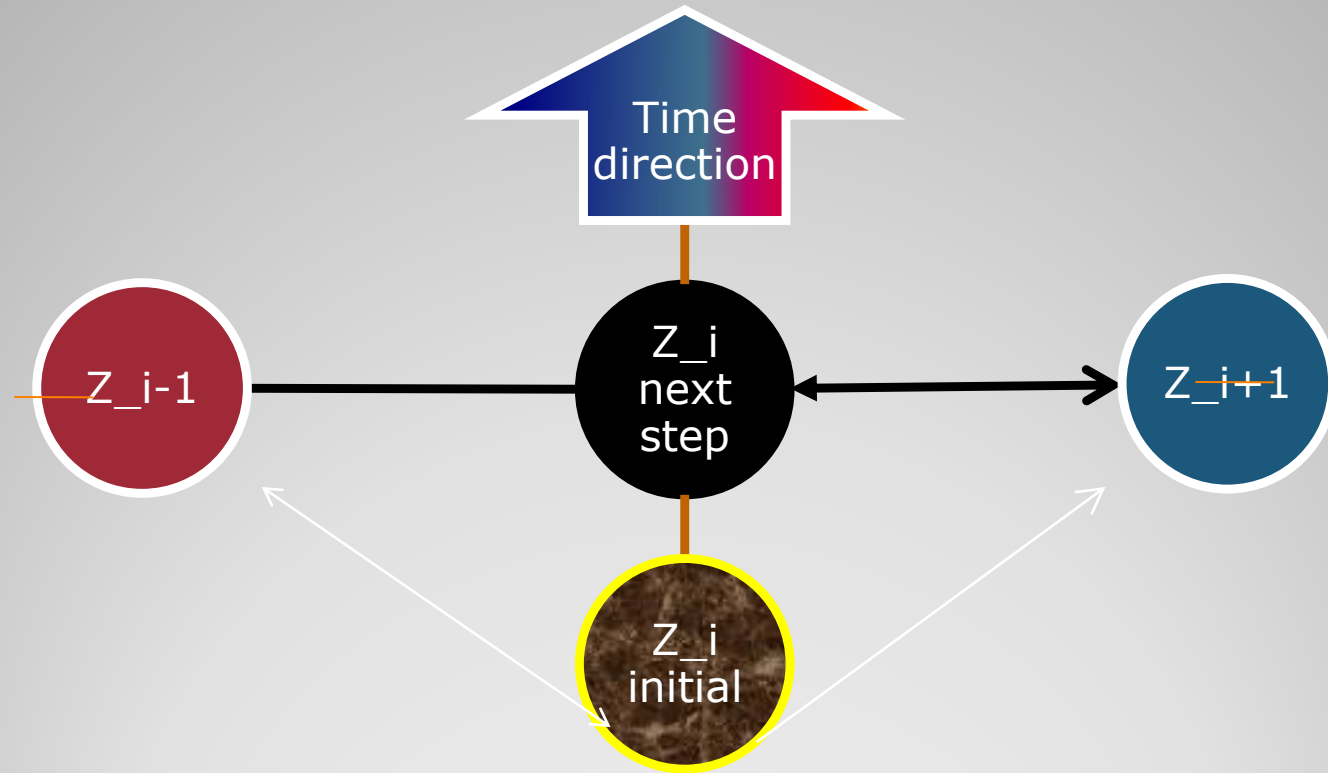 Time
direction
Z_i-1
Z_i
next
step
Z_i+1
Z_i
initial